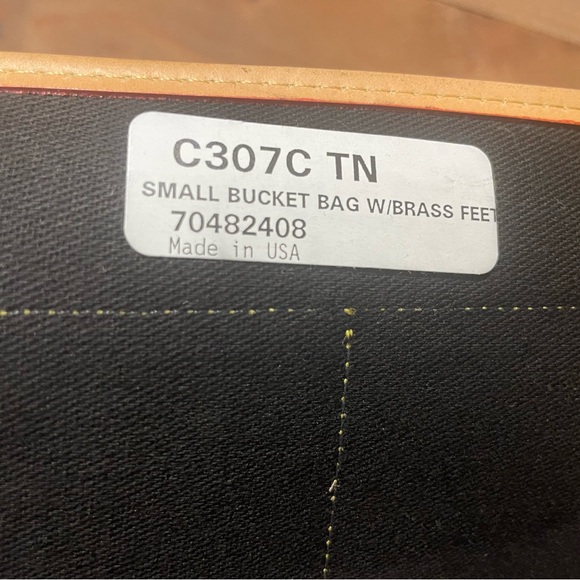 C307C TN
SMALL BUCKET BAG W/BRASS FEET
70482408
Made in USA